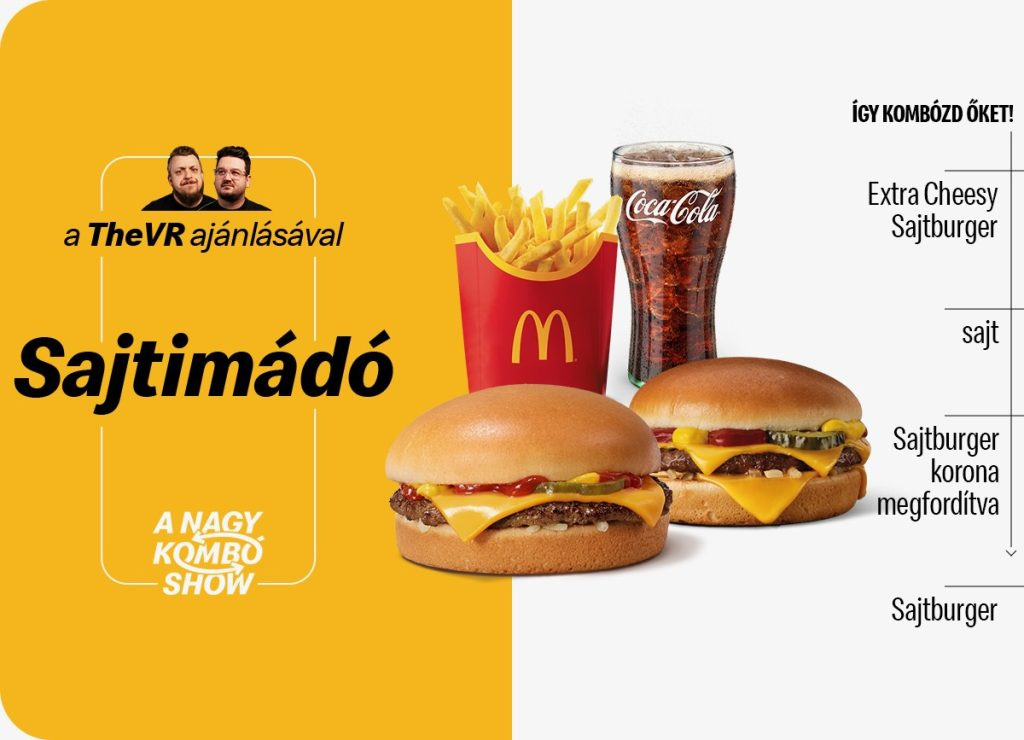 a TheVR ajánlásával
Sajtimádó
A NAGY
KOMBÓ
SHOW
Coca-Cola
ÍGY KOMBÓZD ŐKET!
Extra Cheesy
Sajtburger
sajt
Sajtburger
korona
megfordítva
Sajtburger